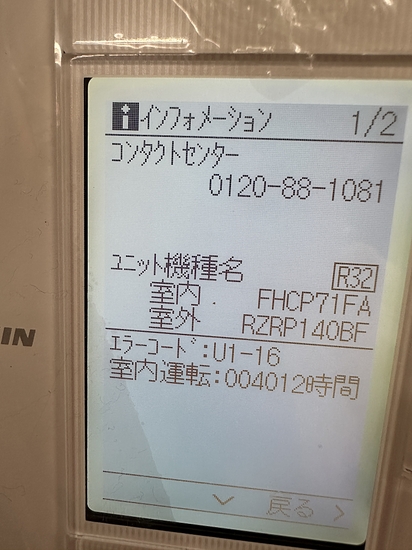 インフォメーション 1/2
コンタクトセンター
0120-88-1081
ユニット機種名 R32
室内 FHCP71FA
室外 RZRP140BF
エラーコード:U1-16
室内運転:004012時間
戻る
IN